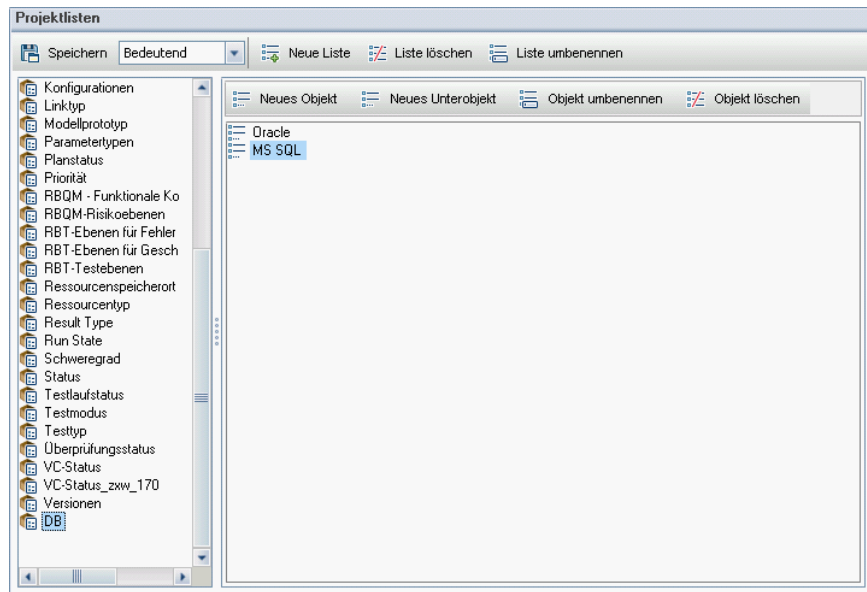 Projektlisten
Speichern Bedeutend Neue Liste Liste löschen Liste umbenennen
Konfigurationen
Linktyp
Modellprototyp
Parametertypen
Planstatus
Priorität
RBQM - Funktionale Ko
RBQM-Risikoebenen
RBT-Ebenen für Fehler
RBT-Ebenen für Gesch
RBT-Testebenen
Ressourcenspeicherort
Ressourcentyp
Result Type
Run State
Schweregrad
Status
Testlaufstatus
Testmodus
Testtyp
Überprüfungsstatus
VC-Status
VC-Status_zxw_170
Versionen
DB
Neues Objekt Neues Unterobjekt Objekt umbenennen Objekt löschen
Oracle
MS SQL